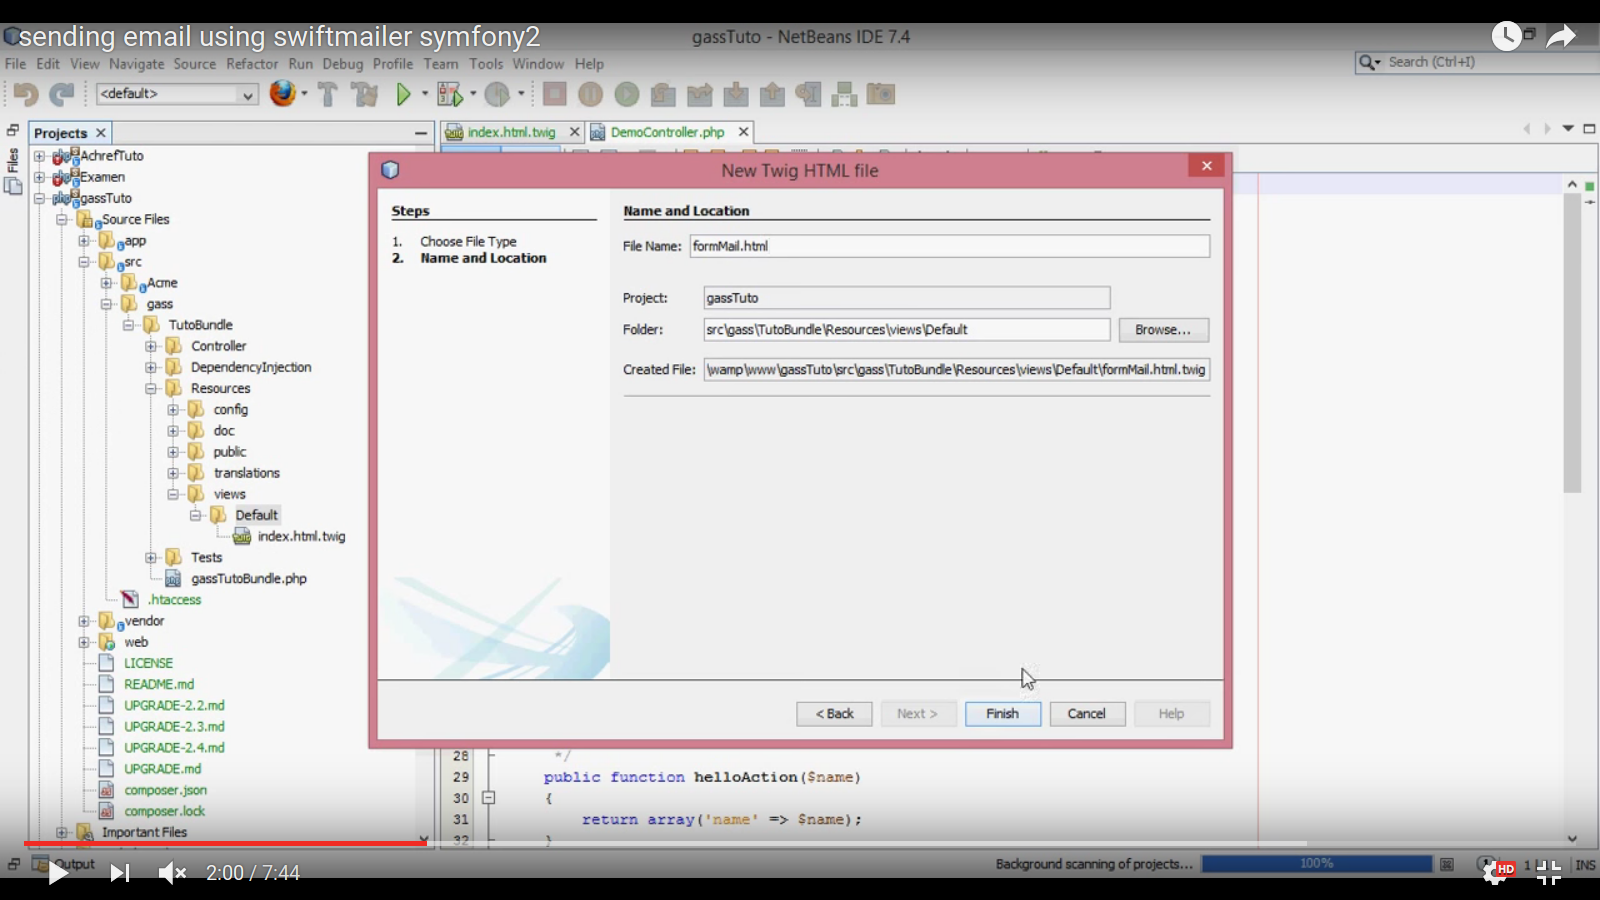 sending email using swiftmailer symfony2
gassTuto - NetBeans IDE 7.4
File Edit View Navigate Source Refactor Run Debug Profile Team Tools Window Help
Search (Ctrl+I)
<default>
Files
Projects
index.html.twig
DemoController.php
AchrefTuto
Examen
gassTuto
Source Files
app
src
Acme
gass
TutoBundle
Controller
DependencyInjection
Resources
config
doc
public
translations
views
Default
index.html.twig
Tests
gassTutoBundle.php
.htaccess
vendor
web
LICENSE
README.md
UPGRADE-2.2.md
UPGRADE-2.3.md
UPGRADE-2.4.md
UPGRADE.md
composer.json
composer.lock
Important Files
New Twig HTML file
Steps
1. Choose File Type
2. Name and Location
Name and Location
File Name: formMail.html
Project: gassTuto
Folder: src\gass\TutoBundle\Resources\views\Default
Browse...
Created File: \wamp\www\gassTuto\src\gass\TutoBundle\Resources\views\Default\formMail.html.twig
< Back
Next >
Finish
Cancel
Help
28 */
29 public function helloAction($name)
30 {
31 return array('name' => $name);
32 }
Output
Background scanning of projects...
100%
1
INS
2:00 / 7:44
HD